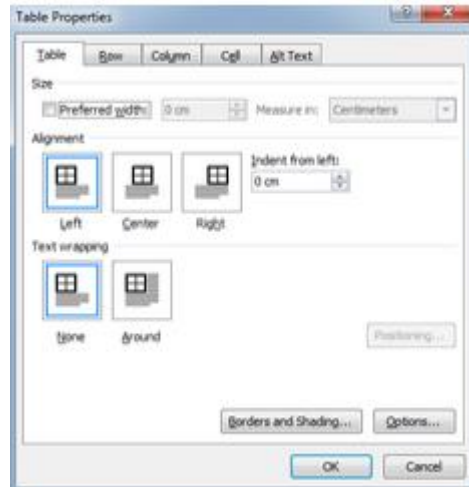 Table Properties
Table Row Column Cell Alt Text
Size
Preferred width: 0 cm Measure in: Centimeters
Alignment
Indent from left:
0 cm
Left Center Right
Text wrapping
None Around
Positioning...
Borders and Shading... Options...
OK Cancel